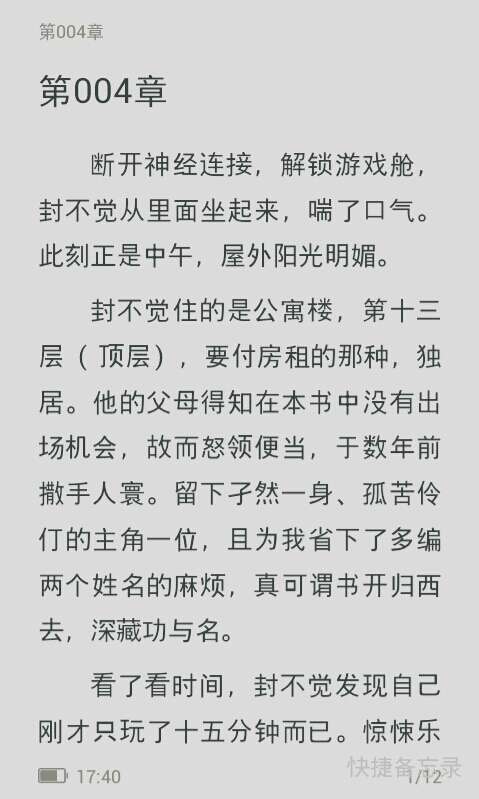 第004章
第004章
断开神经连接，解锁游戏舱，
封不觉从里面坐起来，喘了口气。
此刻正是中午，屋外阳光明媚。
封不觉住的是公寓楼，第十三
层（顶层），要付房租的那种，独
居。他的父母得知在本书中没有出
场机会，故而怒领便当，于数年前
撒手人寰。留下孑然一身、孤苦伶
仃的主角一位，且为我省下了多编
两个姓名的麻烦，真可谓书开归西
去，深藏功与名。
看了看时间，封不觉发现自己
刚才只玩了十五分钟而已。惊悚乐
17:40
1/12
快捷备忘录